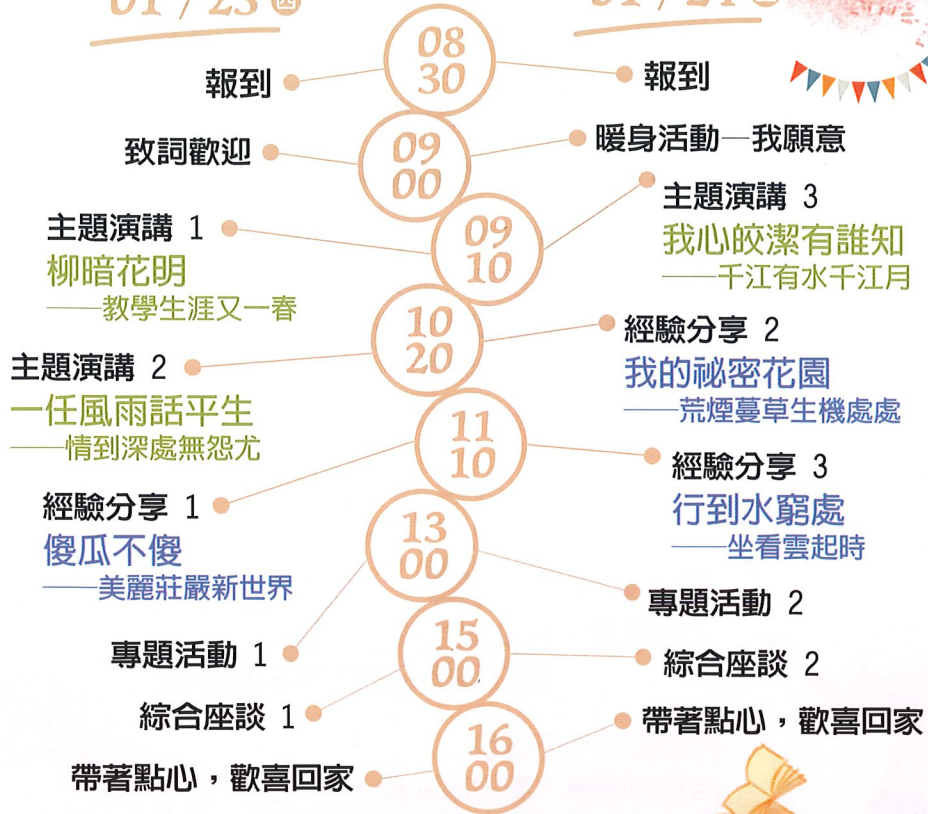 01 / 23 四
01 / 24
08
30
報到
報到
09
00
致詞歡迎
暖身活動—我願意
09
10
主題演講 1
柳暗花明
——教學生涯又一春
主題演講 3
我心皎潔有誰知
——千江有水千江月
10
20
主題演講 2
一任風雨話平生
——情到深處無怨尤
經驗分享 2
我的祕密花園
——荒煙蔓草生機處處
11
10
經驗分享 1
傻瓜不傻
——美麗莊嚴新世界
經驗分享 3
行到水窮處
——坐看雲起時
13
00
專題活動 1
專題活動 2
15
00
綜合座談 1
綜合座談 2
16
00
帶著點心，歡喜回家
帶著點心，歡喜回家